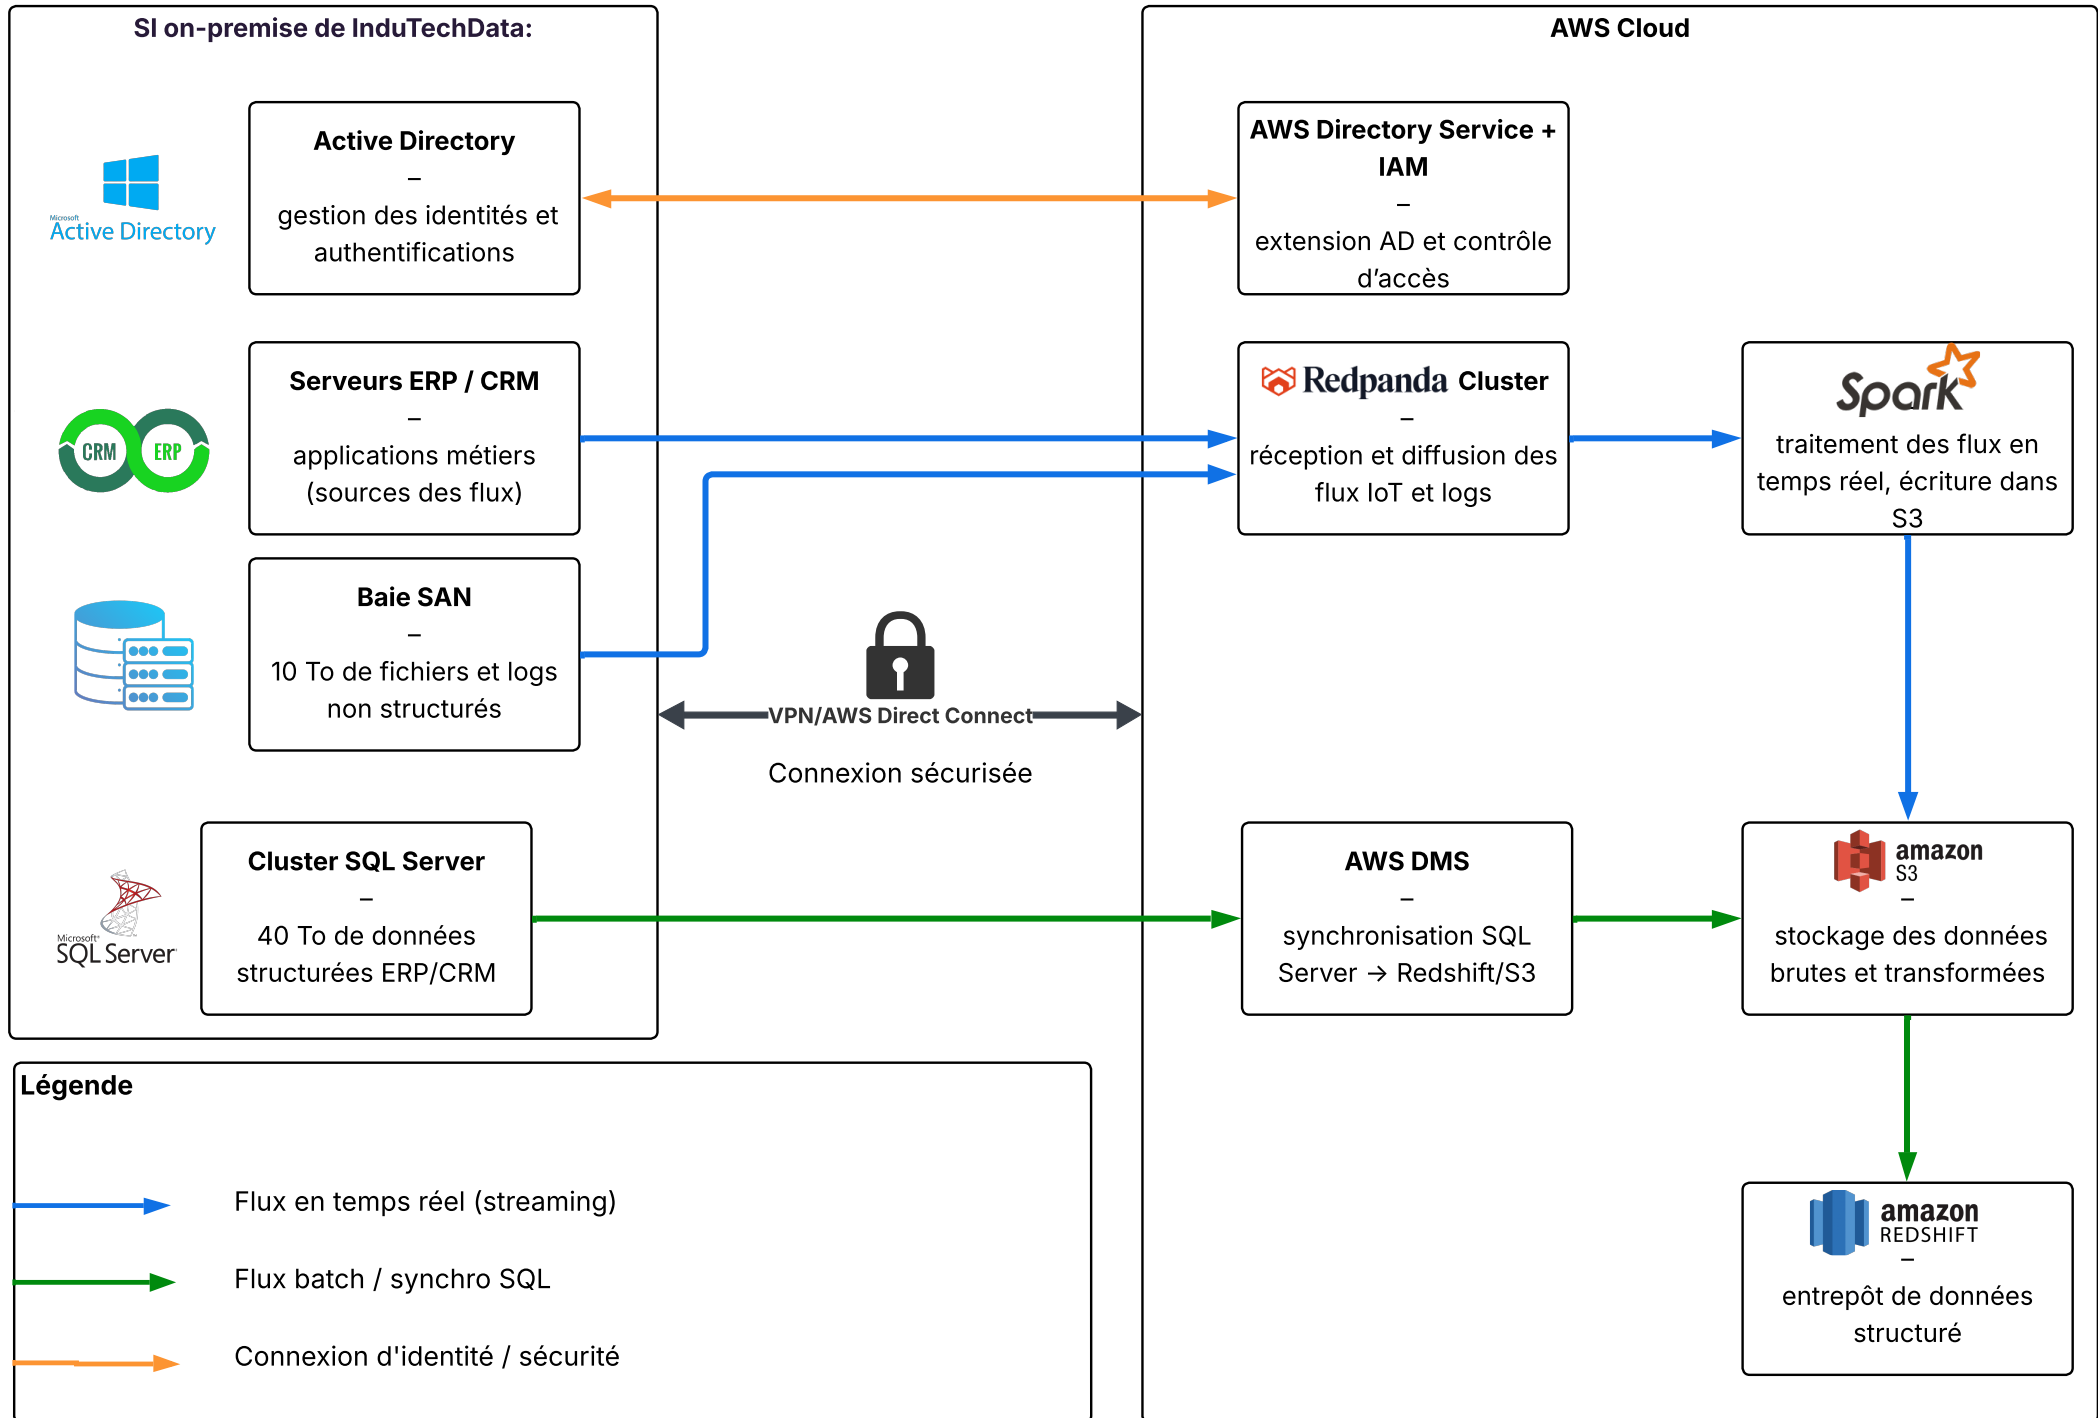 SI on-premise de InduTechData:
AWS Cloud
Microsoft
Active Directory
Active Directory
–
gestion des identités et
authentifications
AWS Directory Service +
IAM
–
extension AD et contrôle
d’accès
CRM ERP
Serveurs ERP / CRM
–
applications métiers
(sources des flux)
Redpanda Cluster
–
réception et diffusion des
flux IoT et logs
Spark
traitement des flux en
temps réel, écriture dans
S3
Baie SAN
–
10 To de fichiers et logs
non structurés
VPN/AWS Direct Connect
Connexion sécurisée
Microsoft®
SQL Server
Cluster SQL Server
–
40 To de données
structurées ERP/CRM
AWS DMS
–
synchronisation SQL
Server → Redshift/S3
amazon
S3
–
stockage des données
brutes et transformées
amazon
REDSHIFT
–
entrepôt de données
structuré
Légende
Flux en temps réel (streaming)
Flux batch / synchro SQL
Connexion d'identité / sécurité